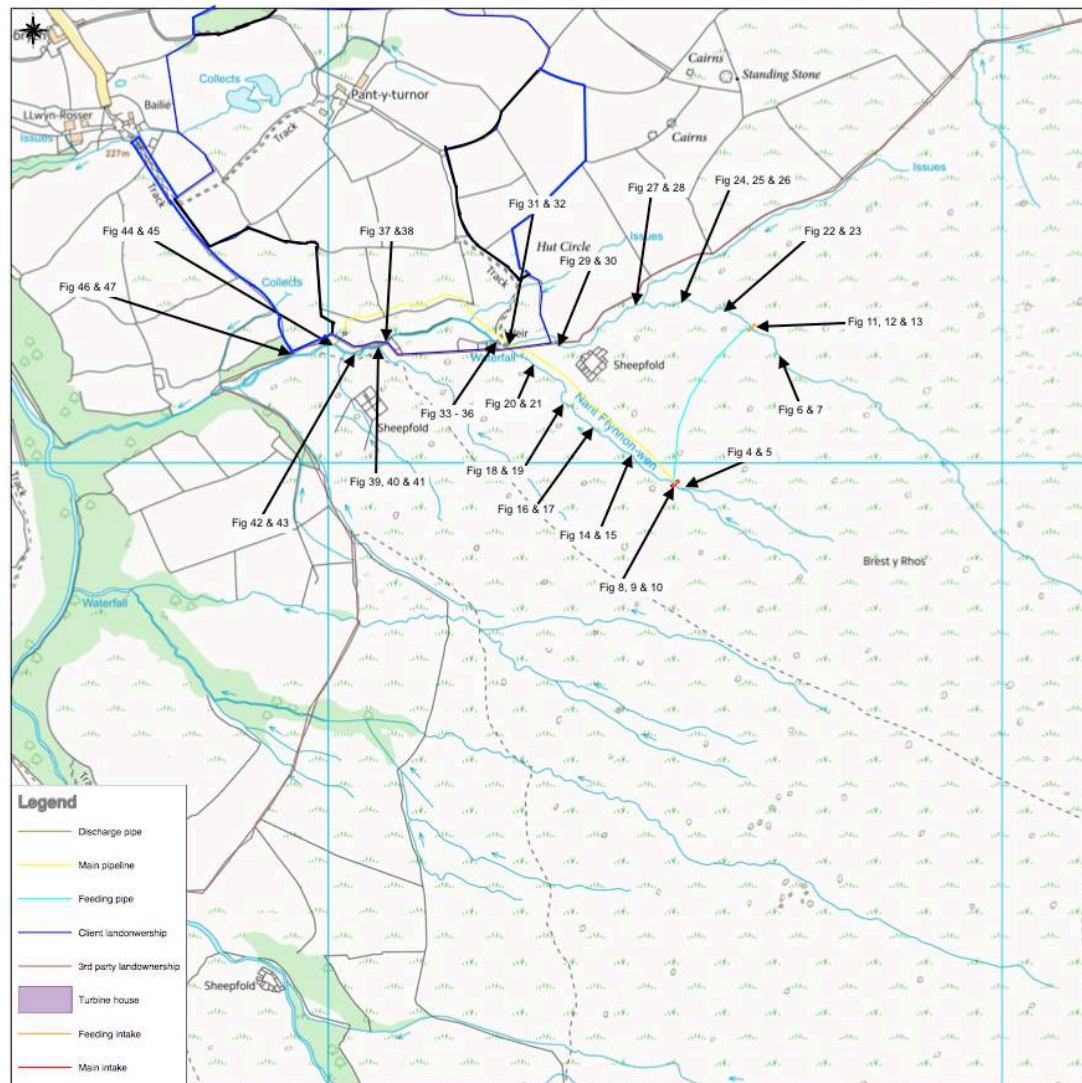 Cairns
Standing Stone
Collects
Pant-y-turnor
Bailie
LLwyn-Rosser
Issues
227m
Track
Cairns
Track
Issues
Fig 27 & 28
Fig 24, 25 & 26
Fig 31 & 32
Fig 44 & 45
Fig 37 &38
Fig 22 & 23
Issues
Hut Circle
Fig 29 & 30
Track
Fig 46 & 47
Collects
Fig 11, 12 & 13
Weir
Waterfall
Sheepfold
Fig 6 & 7
Fig 20 & 21
Fig 33 - 36
Nant Ffynnon-wen
Sheepfold
Fig 18 & 19
Fig 4 & 5
Track
Fig 39, 40 & 41
Fig 16 & 17
Fig 42 & 43
Fig 14 & 15
Brest y Rhos
Fig 8, 9 & 10
Waterfall
Legend
Discharge pipe
Main pipeline
Feeding pipe
Client landonwership
3rd party landownership
Turbine house
Sheepfold
Feeding intake
Main intake